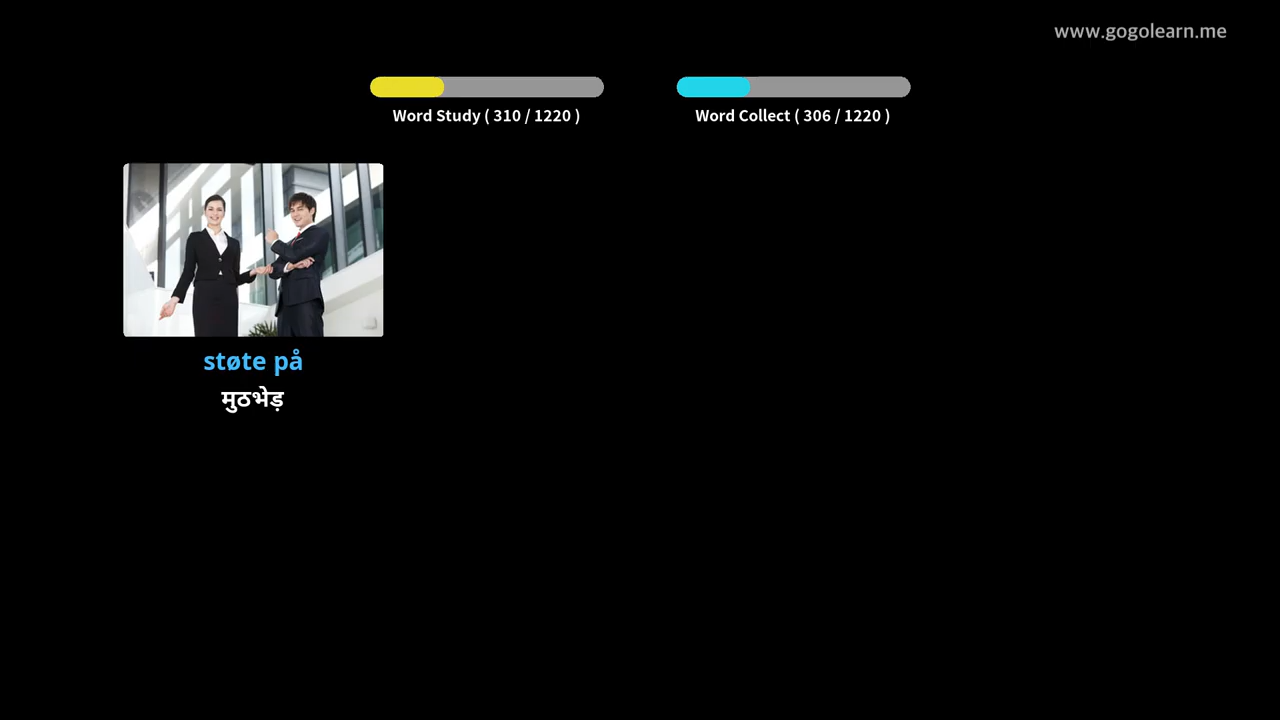 www.gogolearn.me
Word Study ( 310 / 1220 )
Word Collect ( 306 / 1220 )
støte på
मुठभेड़